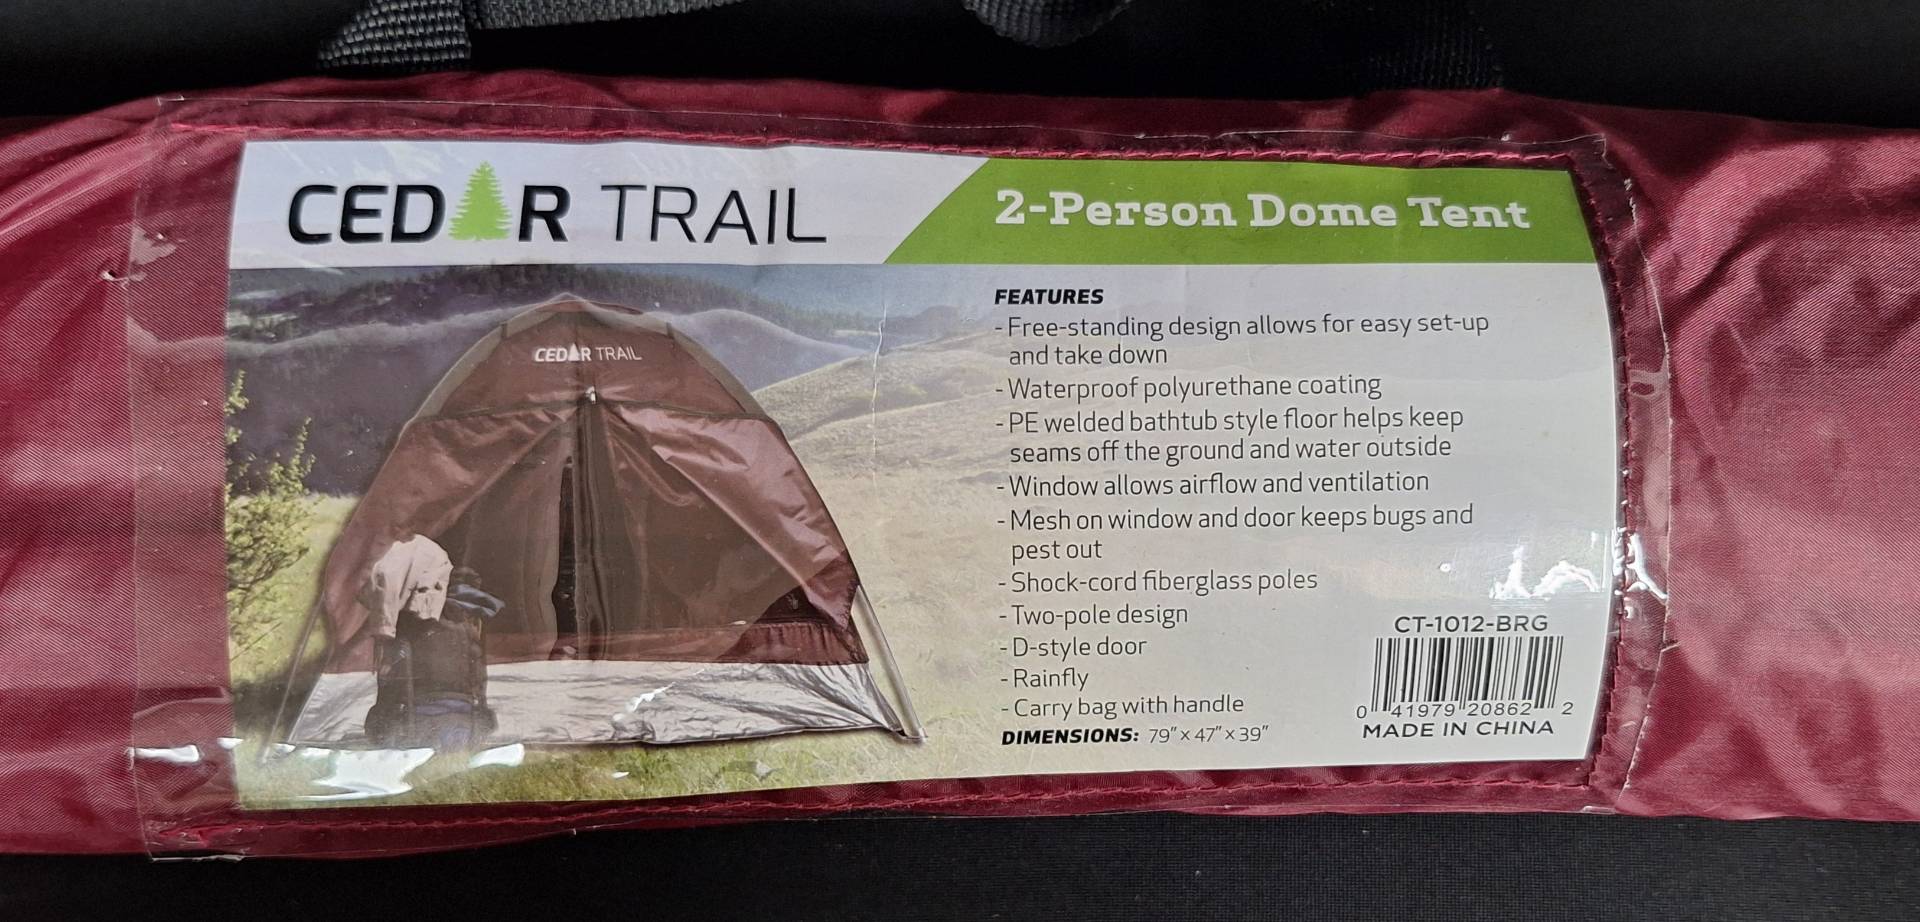 CEDAR TRAIL
2-Person Dome Tent
CEDAR TRAIL
FEATURES
- Free-standing design allows for easy set-up
and take down
- Waterproof polyurethane coating
- PE welded bathtub style floor helps keep
seams off the ground and water outside
- Window allows airflow and ventilation
- Mesh on window and door keeps bugs and
pest out
- Shock-cord fiberglass poles
- Two-pole design
- D-style door
- Rainfly
- Carry bag with handle
DIMENSIONS: 79" x 47" x 39"
CT-1012-BRG
0 41979 20862 2
MADE IN CHINA